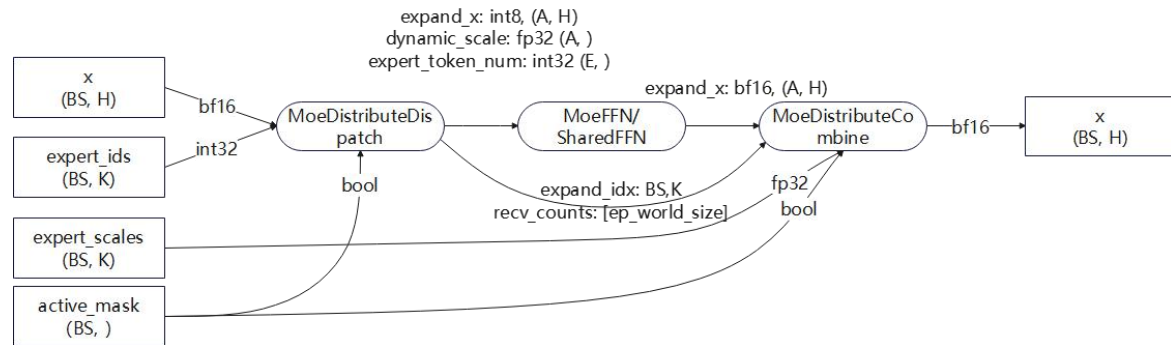 expand_x: int8, (A, H)
dynamic_scale: fp32 (A, )
expert_token_num: int32 (E, )
x
(BS, H)
bf16
expert_ids
(BS, K)
int32
MoeDistributeDis
patch
MoeFFN/
SharedFFN
expand_x: bf16, (A, H)
MoeDistributeCo
mbine
bf16
x
(BS, H)
bool
expand_idx: BS,K
recv_counts: [ep_world_size]
fp32
bool
expert_scales
(BS, K)
active_mask
(BS, )